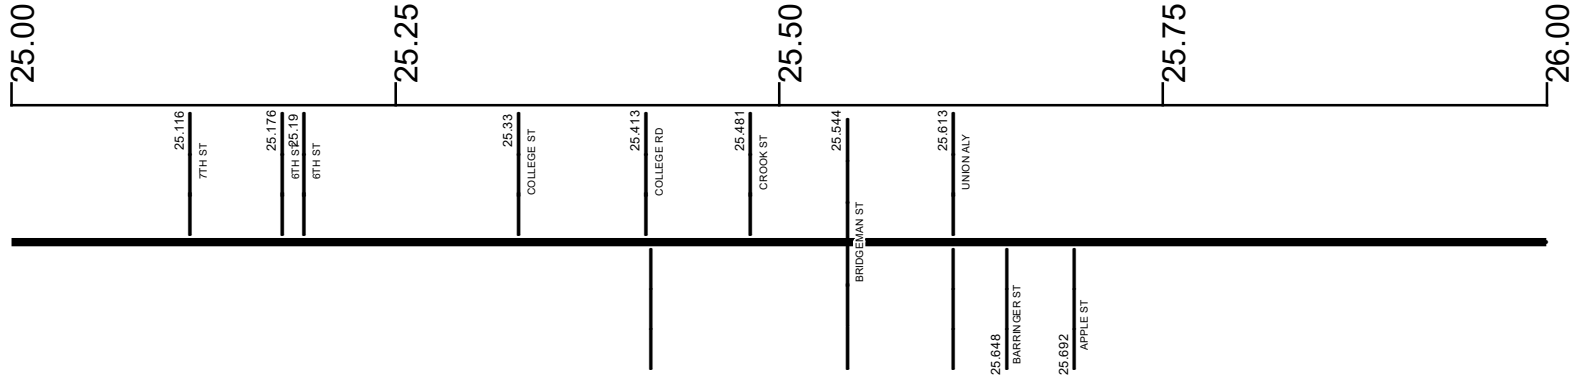 25.00
25.25
25.50
25.75
26.00
25.116
7TH ST
25.176
6TH ST
25.19
6TH ST
25.33
COLLEGE ST
25.413
COLLEGE RD
25.481
CROOK ST
25.544
BRIDGEMAN ST
25.613
UNION ALY
25.648
BARRINGER ST
25.692
APPLE ST